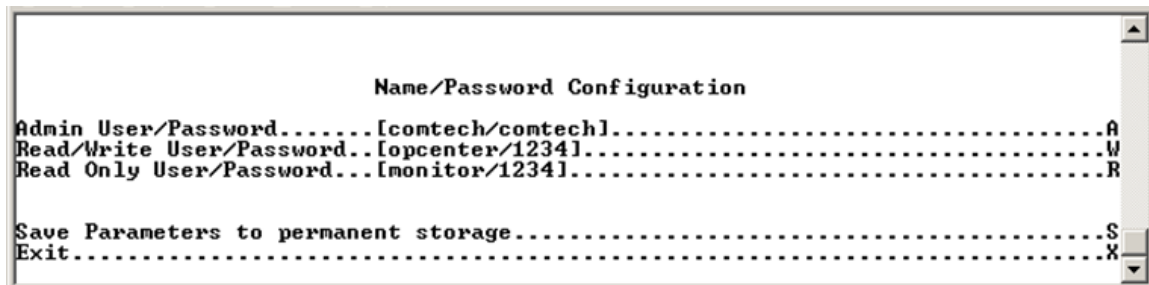 Name/Password Configuration
Admin User/Password.......[comtech/comtech].....................................A
Read/Write User/Password..[opcenter/1234].......................................W
Read Only User/Password...[monitor/1234]........................................R
Save Parameters to permanent storage............................................S
Exit............................................................................X